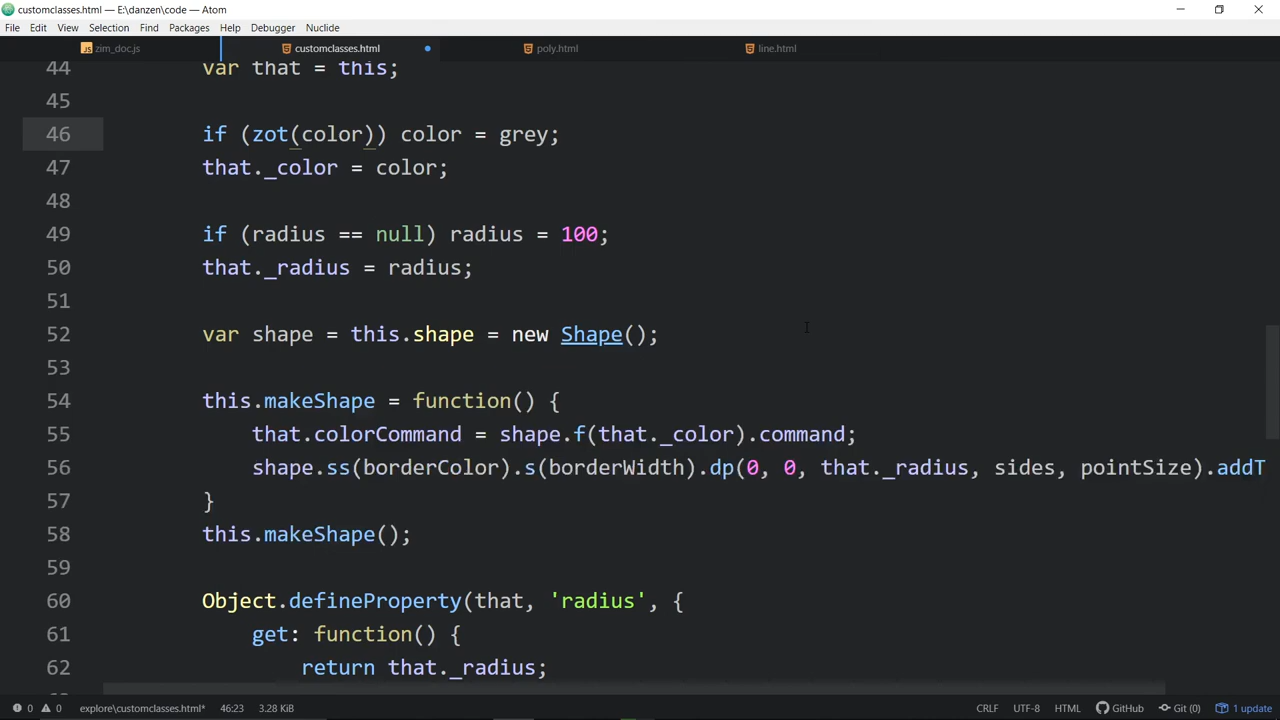 customclasses.html — E:\danzen\code — Atom
File Edit View Selection Find Packages Help Debugger Nuclide
zim_doc.js customclasses.html poly.html line.html
44 var that = this;
45
46 if (zot(color)) color = grey;
47 that._color = color;
48
49 if (radius == null) radius = 100;
50 that._radius = radius;
51
52 var shape = this.shape = new Shape();
53
54 this.makeShape = function() {
55 that.colorCommand = shape.f(that._color).command;
56 shape.ss(borderColor).s(borderWidth).dp(0, 0, that._radius, sides, pointSize).addT
57 }
58 this.makeShape();
59
60 Object.defineProperty(that, 'radius', {
61 get: function() {
62 return that._radius;
0 0 explore\customclasses.html* 46:23 3.28 KiB CRLF UTF-8 HTML GitHub Git (0) 1 update